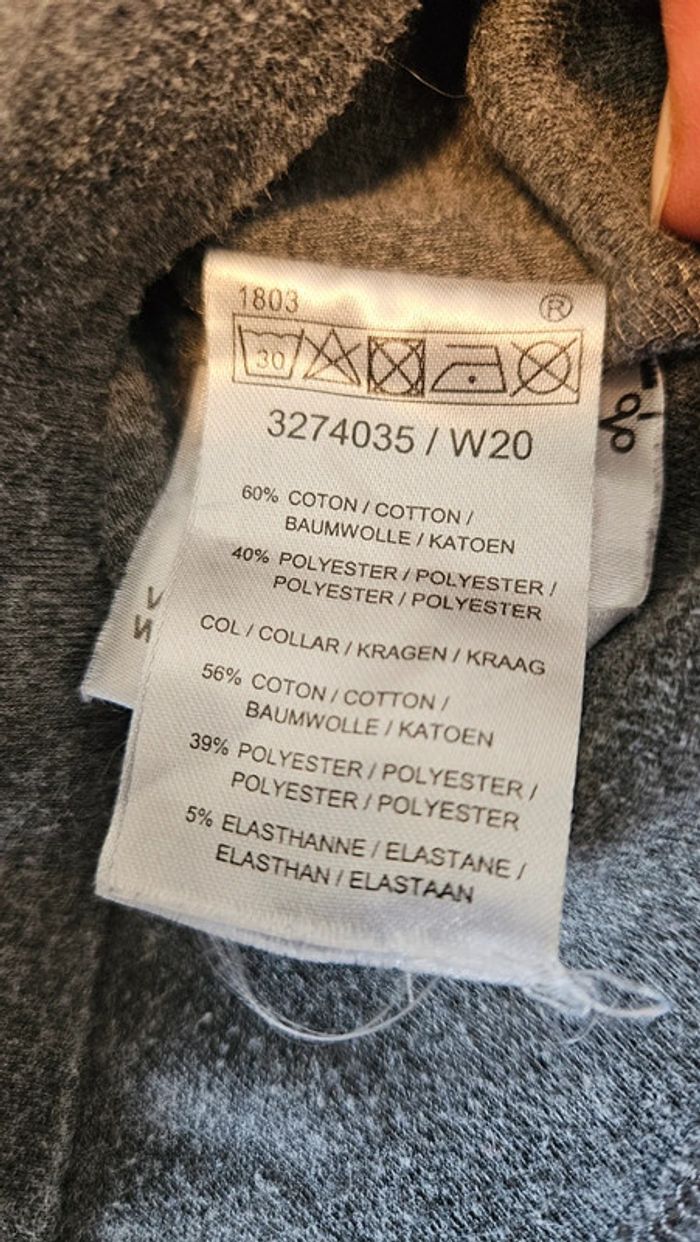 1803
®
30
3274035 / W20
60% COTON / COTTON /
BAUMWOLLE / KATOEN
40% POLYESTER / POLYESTER /
POLYESTER / POLYESTER
COL / COLLAR / KRAGEN / KRAAG
56% COTON / COTTON /
BAUMWOLLE / KATOEN
39% POLYESTER / POLYESTER /
POLYESTER / POLYESTER
5% ELASTHANNE / ELASTANE /
ELASTHAN / ELASTAAN